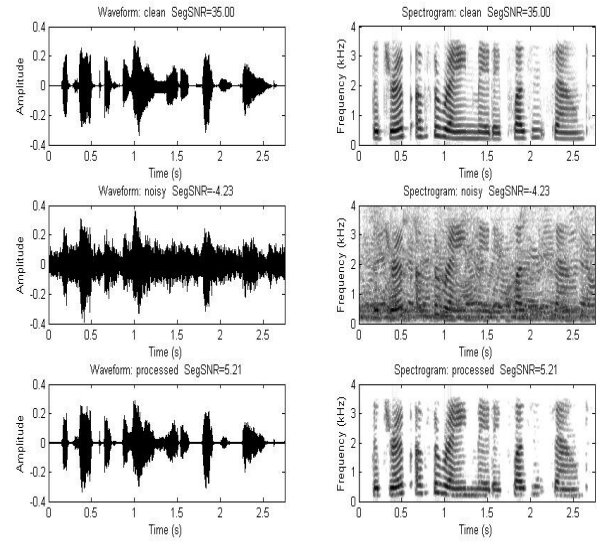 Waveform: clean SegSNR=35.00
Amplitude
0.4
0.2
0
-0.2
-0.4
0 0.5 1 1.5 2 2.5
Time (s)
Spectrogram: clean SegSNR=35.00
Frequency (kHz)
4
3
2
1
0
0 0.5 1 1.5 2 2.5
Time (s)
Waveform: noisy SegSNR=-4.23
Amplitude
0.4
0.2
0
-0.2
-0.4
0 0.5 1 1.5 2 2.5
Time (s)
Spectrogram: noisy SegSNR=-4.23
Frequency (kHz)
4
3
2
1
0
0 0.5 1 1.5 2 2.5
Time (s)
Waveform: processed SegSNR=5.21
Amplitude
0.4
0.2
0
-0.2
-0.4
0 0.5 1 1.5 2 2.5
Time (s)
Spectrogram: processed SegSNR=5.21
Frequency (kHz)
4
3
2
1
0
0 0.5 1 1.5 2 2.5
Time (s)